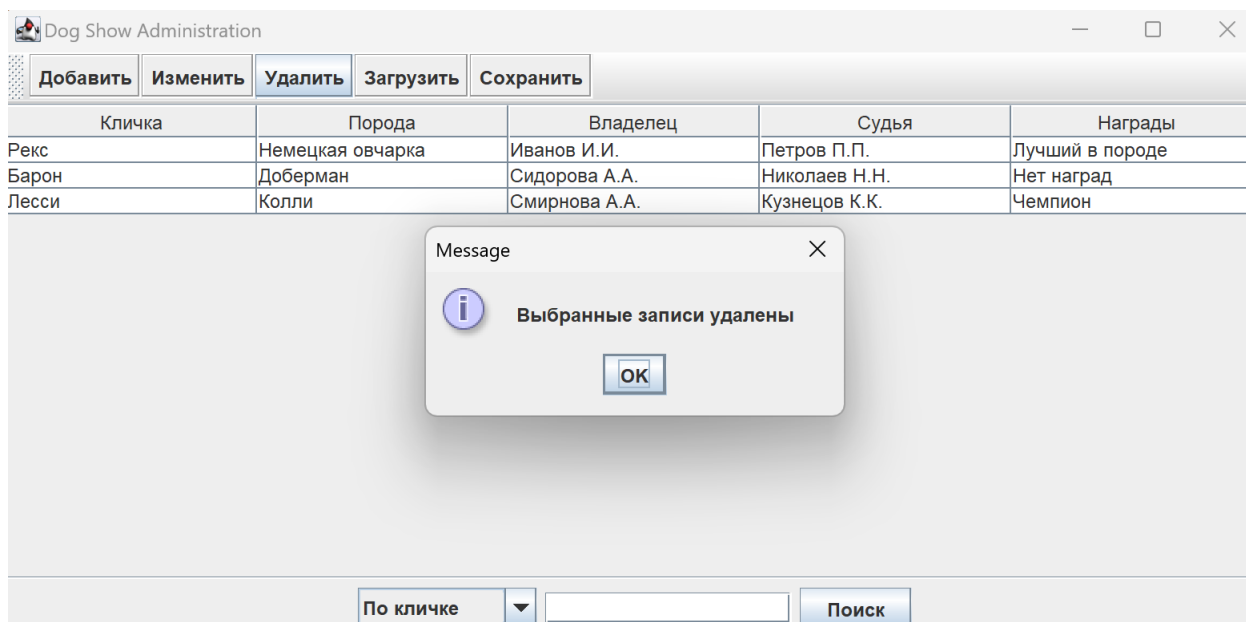 Dog Show Administration
Добавить Изменить Удалить Загрузить Сохранить
Кличка Порода Владелец Судья Награды
Рекс Немецкая овчарка Иванов И.И. Петров П.П. Лучший в породе
Барон Доберман Сидорова А.А. Николаев Н.Н. Нет наград
Лесси Колли Смирнова А.А. Кузнецов К.К. Чемпион
Message
Выбранные записи удалены
OK
По кличке Поиск